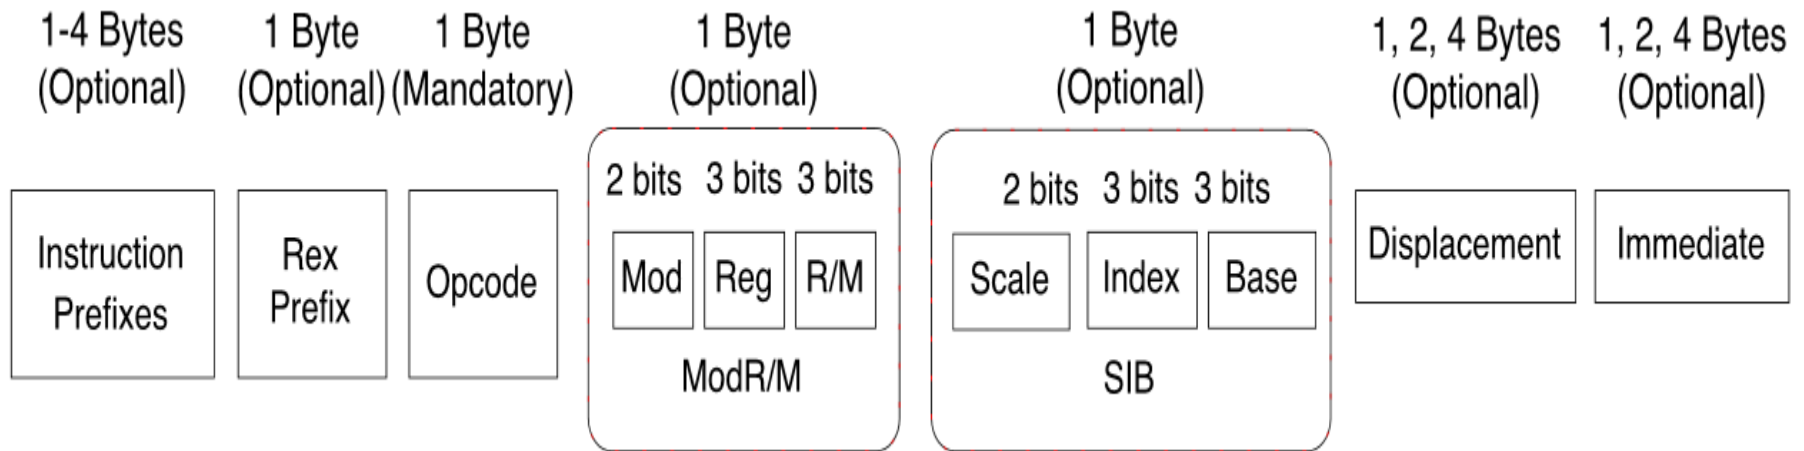 1-4 Bytes
(Optional)
1 Byte
(Optional)
1 Byte
(Mandatory)
1 Byte
(Optional)
1 Byte
(Optional)
1, 2, 4 Bytes
(Optional)
1, 2, 4 Bytes
(Optional)
Instruction
Prefixes
Rex
Prefix
Opcode
2 bits 3 bits 3 bits
Mod Reg R/M
ModR/M
2 bits 3 bits 3 bits
Scale Index Base
SIB
Displacement
Immediate